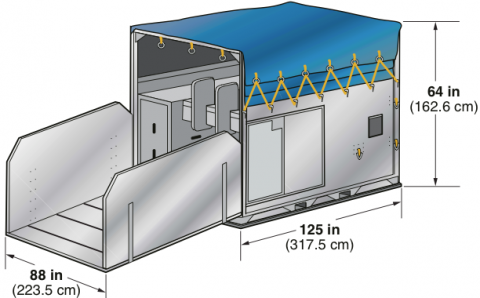 64 in
(162.6 cm)
125 in
(317.5 cm)
88 in
(223.5 cm)